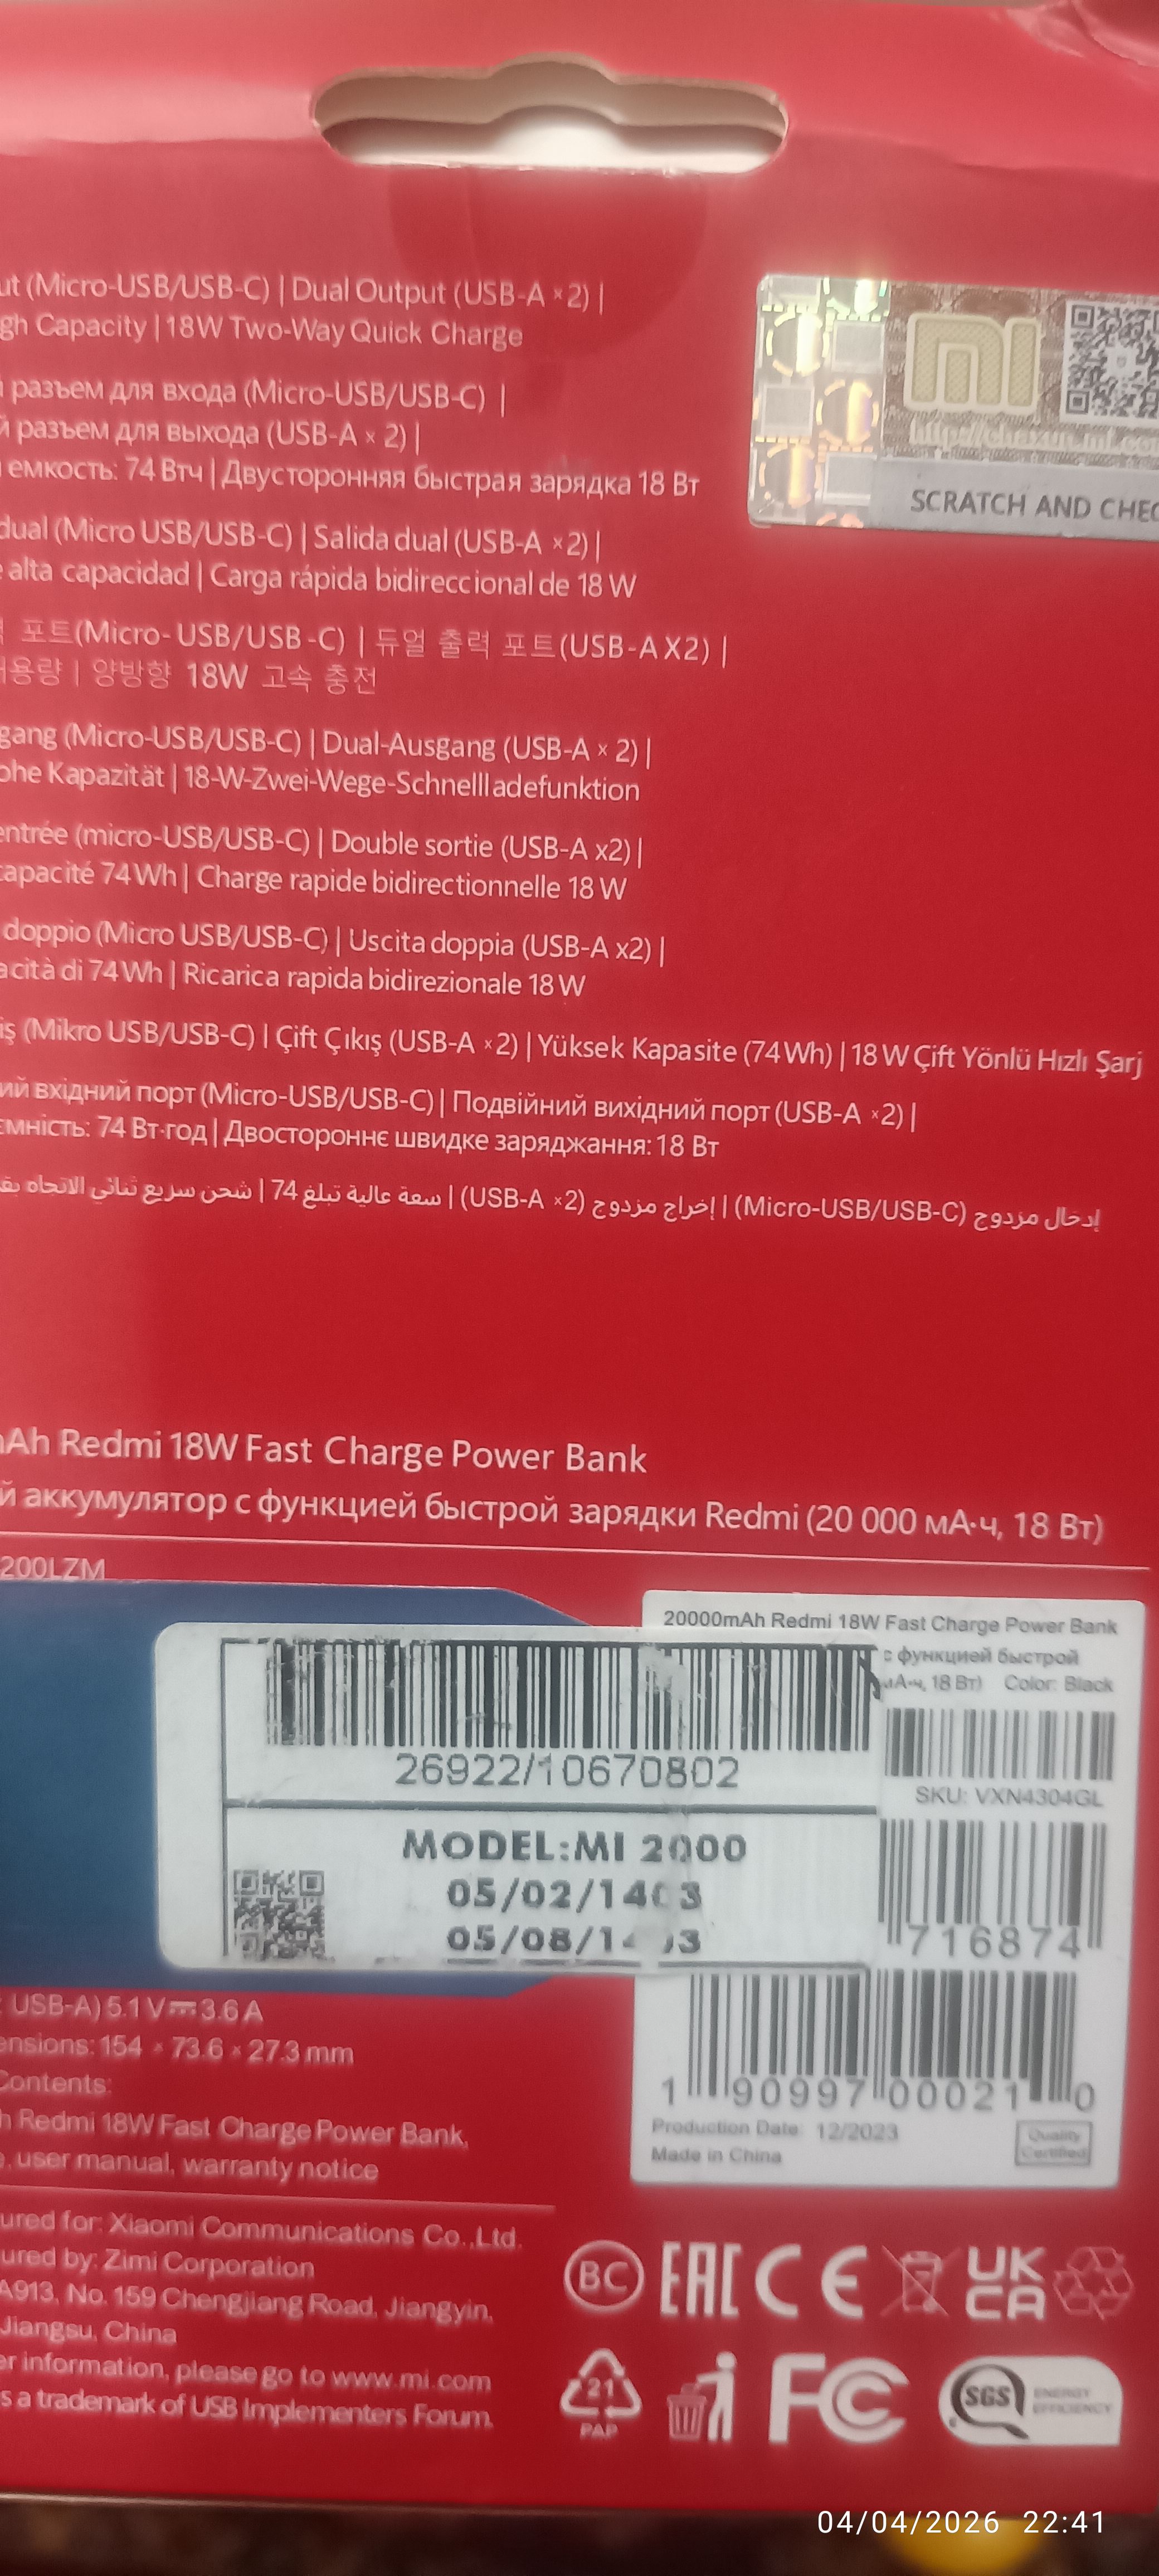 ut (Micro-USB/USB-C) | Dual Output (USB-A ×2) |
gh Capacity | 18W Two-Way Quick Charge
разъем для входа (Micro-USB/USB-C) |
й разъем для выхода (USB-A × 2) |
емкость: 74 Втч | Двусторонняя быстрая зарядка 18 Вт
dual (Micro USB/USB-C) | Salida dual (USB-A ×2) |
alta capacidad | Carga rápida bidireccional de 18 W
포트(Micro-USB/USB-C) | 듀얼 출력 포트(USB-A X2) |
용량 | 양방향 18W 고속 충전
gang (Micro-USB/USB-C) | Dual-Ausgang (USB-A × 2) |
ohe Kapazität | 18-W-Zwei-Wege-Schnellladefunktion
entrée (micro-USB/USB-C) | Double sortie (USB-A x2) |
capacité 74 Wh | Charge rapide bidirectionnelle 18 W
doppio (Micro USB/USB-C) | Uscita doppia (USB-A x2) |
acità di 74 Wh | Ricarica rapida bidirezionale 18 W
iş (Mikro USB/USB-C) | Çift Çıkış (USB-A ×2) | Yüksek Kapasite (74 Wh) | 18 W Çift Yönlü Hızlı Şarj
ий вхідний порт (Micro-USB/USB-C) | Подвійний вихідний порт (USB-A ×2) |
ємність: 74 Вт·год | Двостороннє швидке заряджання: 18 Вт
إدخال مزدوج (Micro-USB/USB-C) | إخراج مزدوج (USB-A ×2) | سعة عالية تبلغ 74 | شحن سريع ثنائي الاتجاه بق
SCRATCH AND CHEC
mAh Redmi 18W Fast Charge Power Bank
й аккумулятор с функцией быстрой зарядки Redmi (20 000 мА·ч, 18 Вт)
200LZM
20000mAh Redmi 18W Fast Charge Power Bank
с функцией быстрой
мА·ч, 18 Вт) Color: Black
SKU: VXN4304GL
716874
26922/10670802
MODEL:MI 2000
05/02/1403
05/08/1403
1 90997 00021 0
Production Date: 12/2023
Made in China
Quality
Certified
USB-A) 5.1 V⎓3.6 A
ensions: 154 × 73.6 × 27.3 mm
Contents:
h Redmi 18W Fast Charge Power Bank,
e, user manual, warranty notice
ured for: Xiaomi Communications Co.,Ltd.
ured by: Zimi Corporation
A913, No. 159 Chengjiang Road, Jiangyin,
Jiangsu, China
er information, please go to www.mi.com
s a trademark of USB Implementers Forum.
BC EAC CE UK CA
21
PAP
FC
SGS ENERGY EFFICIENCY
04/04/2026 22:41